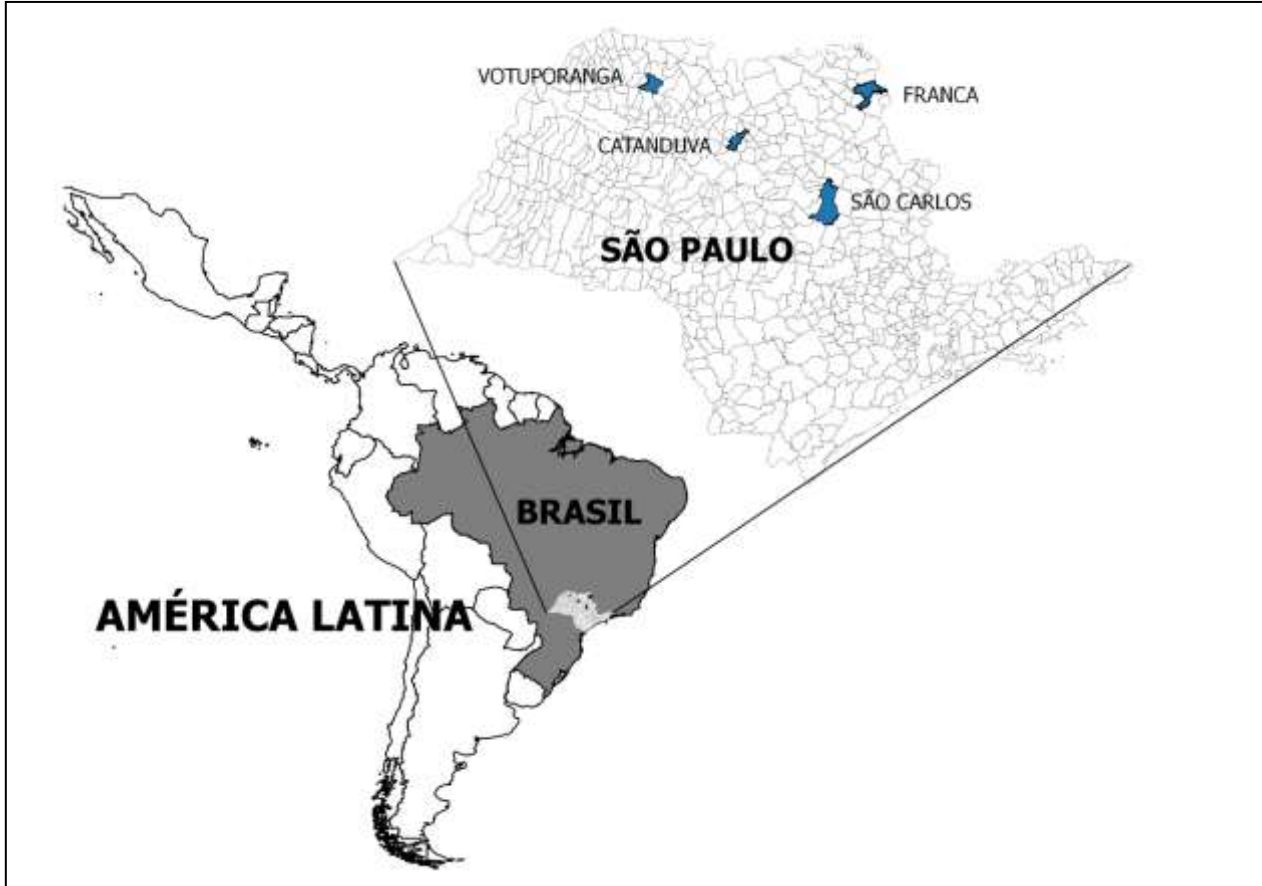 VOTUPORANGA
FRANCA
CATANDUVA
SÃO CARLOS
SÃO PAULO
BRASIL
AMÉRICA LATINA